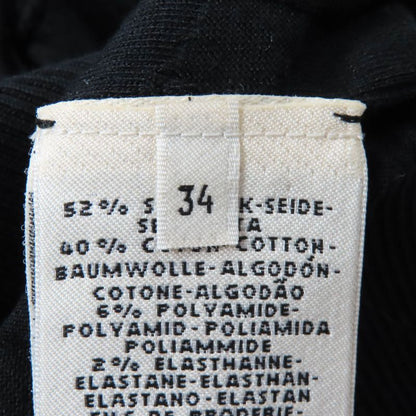 34
52% S K-SEIDE-
SE TA
40% COTTON-
BAUMWOLLE-ALGODÓN-
COTONE-ALGODÃO
6% POLYAMIDE-
POLYAMID-POLIAMIDA
POLIAMMIDE
2% ELASTHANNE-
ELASTANE-ELASTHAN-
ELASTANO-ELASTAN